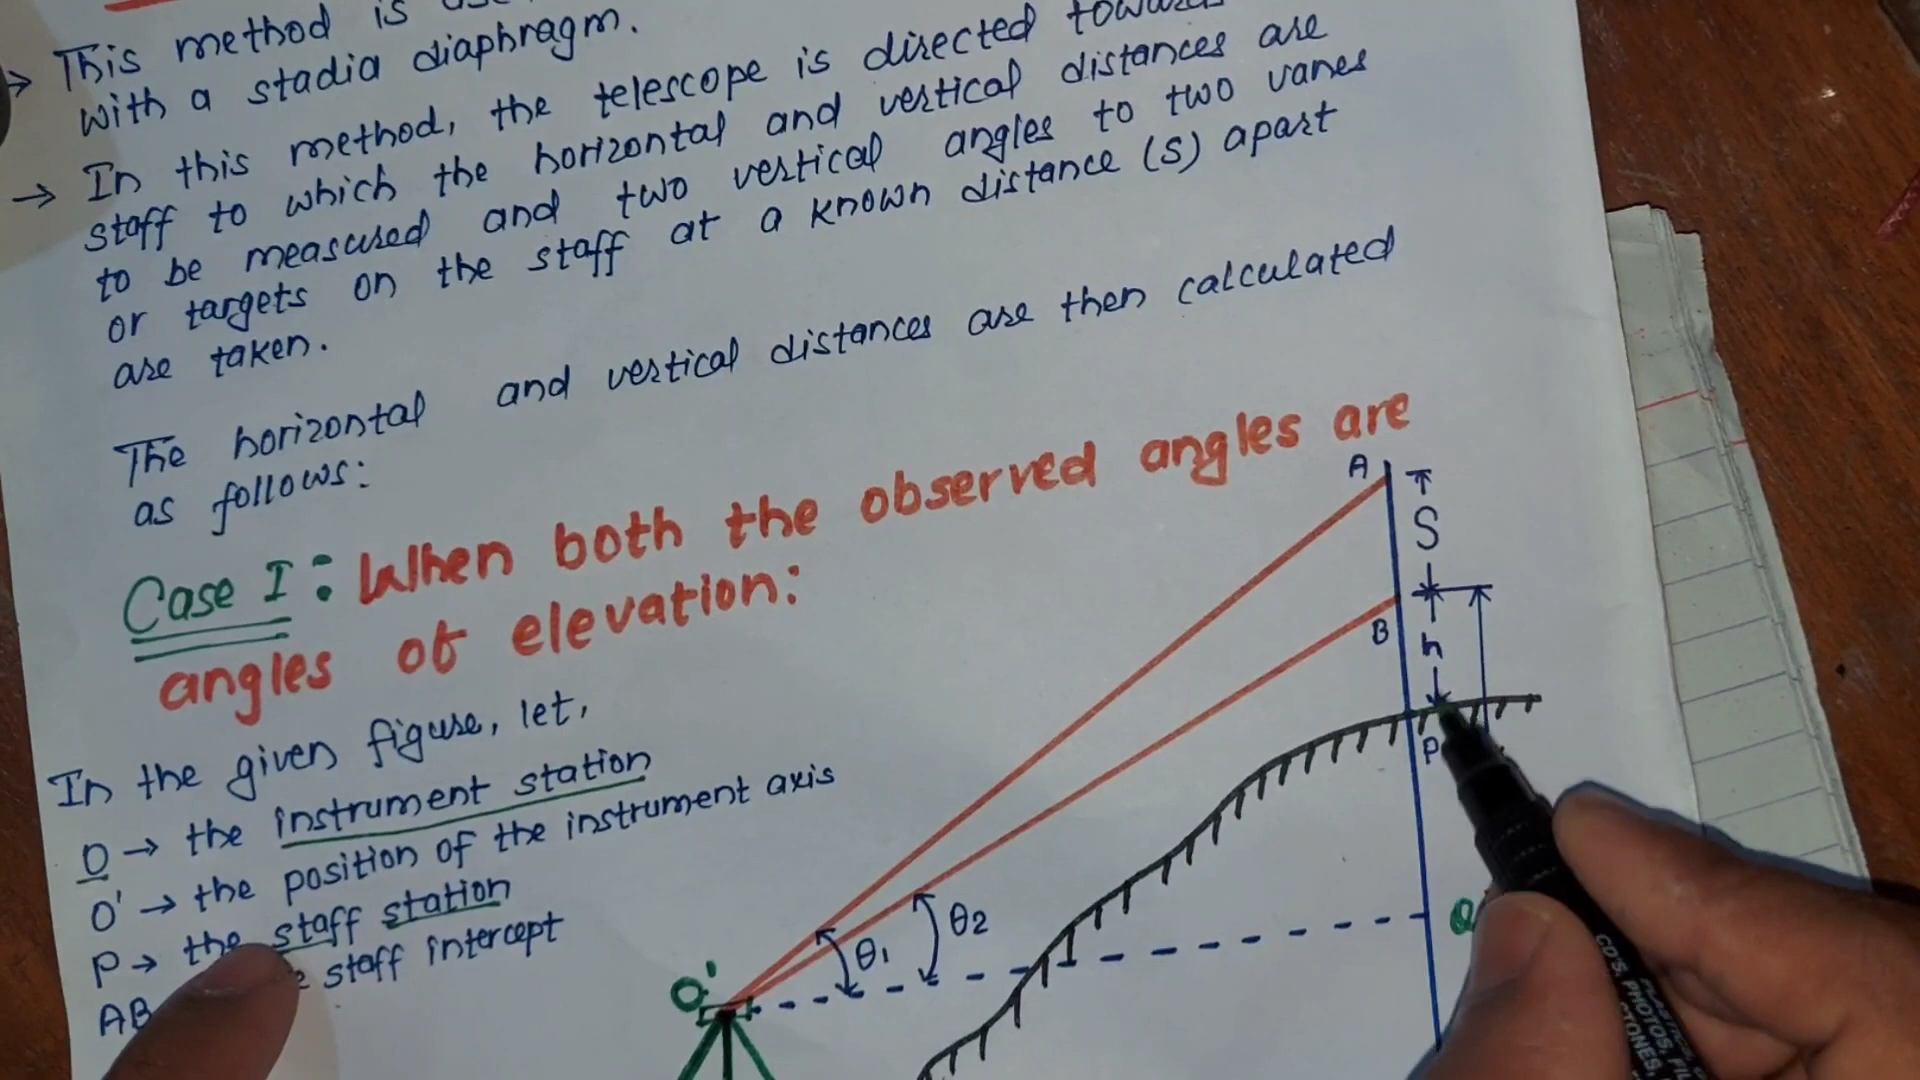 → This method is
with a stadia diaphragm.
→ In this method, the telescope is directed towards
staff to which the horizontal and vertical distances are
to be measured and two vertical angles to two vanes
or targets on the staff at a known distance (S) apart
are taken.
The horizontal and vertical distances are then calculated
as follows:
Case I: When both the observed angles are
angles of elevation:
In the given figure, let,
O → the instrument station
O' → the position of the instrument axis
P → the staff station
AB staff intercept
A
S
B
h
P
θ2
θ1
O'
Q
CD'S, PHOTOS,